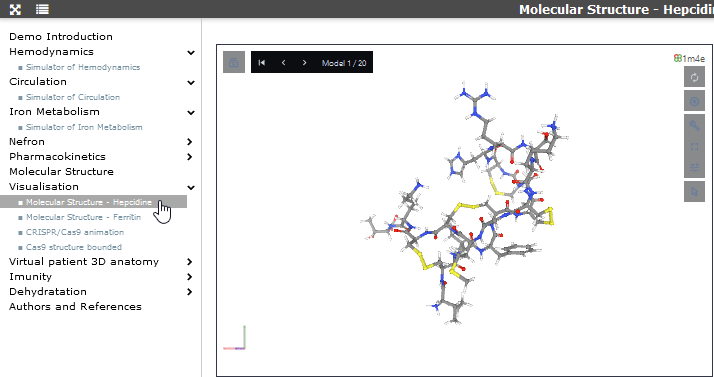 Molecular Structure - Hepcidin
Demo Introduction
Hemodynamics
Simulator of Hemodynamics
Circulation
Simulator of Circulation
Iron Metabolism
Simulator of Iron Metabolism
Nefron
Pharmacokinetics
Molecular Structure
Visualisation
Molecular Structure - Hepcidine
Molecular Structure - Ferritin
CRISPR/Cas9 animation
Cas9 structure bounded
Virtual patient 3D anatomy
Imunity
Dehydratation
Authors and References
Model 1 / 20
1m4e